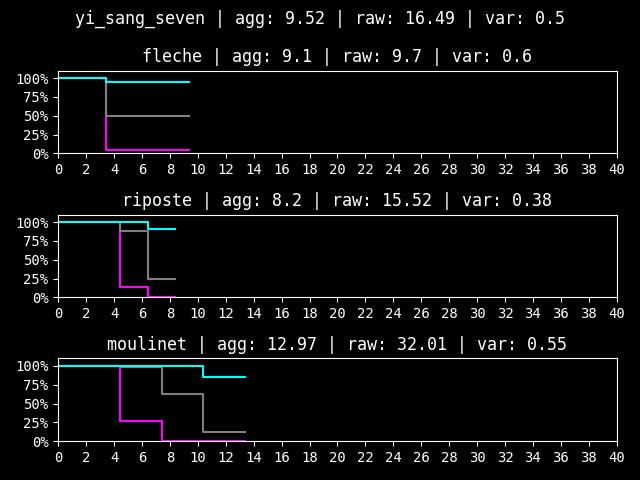 yi_sang_seven | agg: 9.52 | raw: 16.49 | var: 0.5
fleche | agg: 9.1 | raw: 9.7 | var: 0.6
100%
75%
50%
25%
0%
0 2 4 6 8 10 12 14 16 18 20 22 24 26 28 30 32 34 36 38 40
riposte | agg: 8.2 | raw: 15.52 | var: 0.38
100%
75%
50%
25%
0%
0 2 4 6 8 10 12 14 16 18 20 22 24 26 28 30 32 34 36 38 40
moulinet | agg: 12.97 | raw: 32.01 | var: 0.55
100%
75%
50%
25%
0%
0 2 4 6 8 10 12 14 16 18 20 22 24 26 28 30 32 34 36 38 40